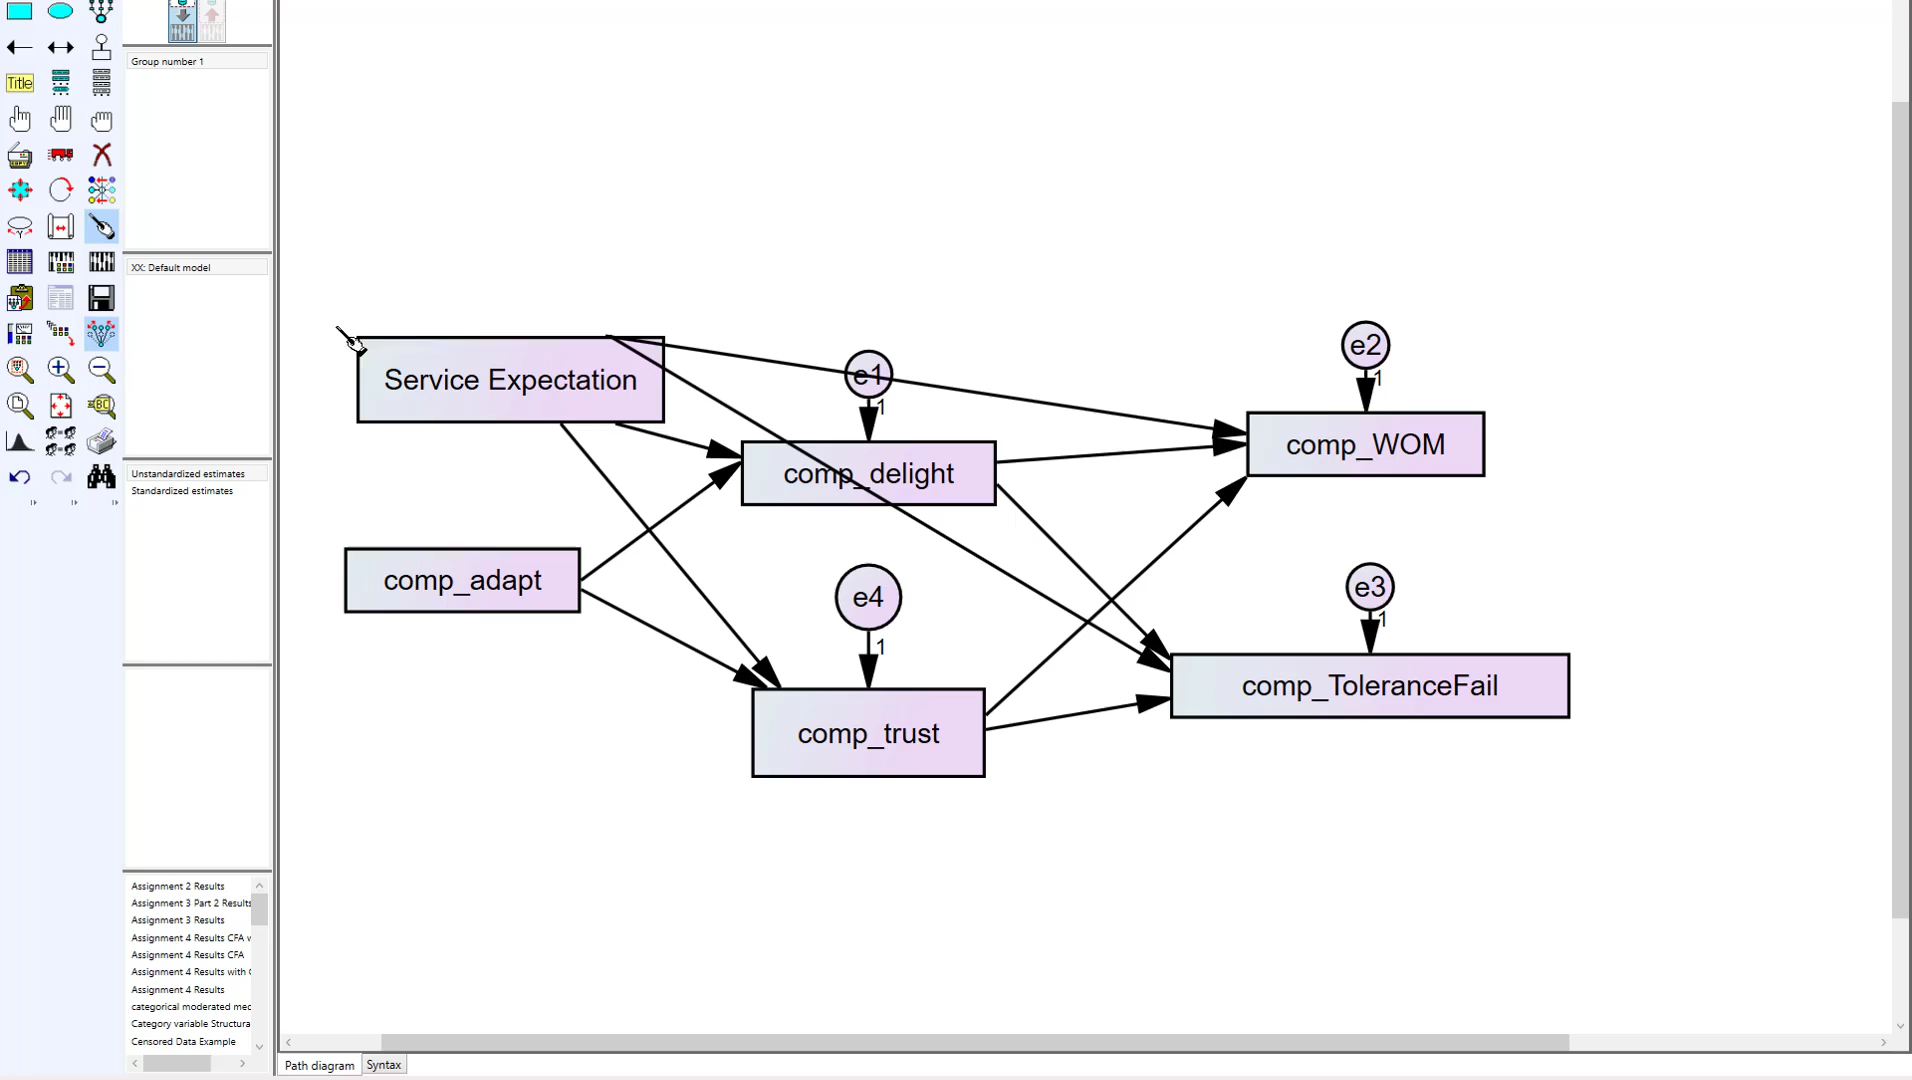 Title
Group number 1
XX: Default model
Unstandardized estimates
Standardized estimates
Assignment 2 Results
Assignment 3 Part 2 Results
Assignment 3 Results
Assignment 4 Results CFA
Assignment 4 Results CFA
Assignment 4 Results with
Assignment 4 Results
categorical moderated
Category variable
Censored Data Example
Service Expectation
e1
1
e2
1
comp_WOM
comp_delight
comp_adapt
e4
1
e3
1
comp_ToleranceFail
comp_trust
Path diagram
Syntax